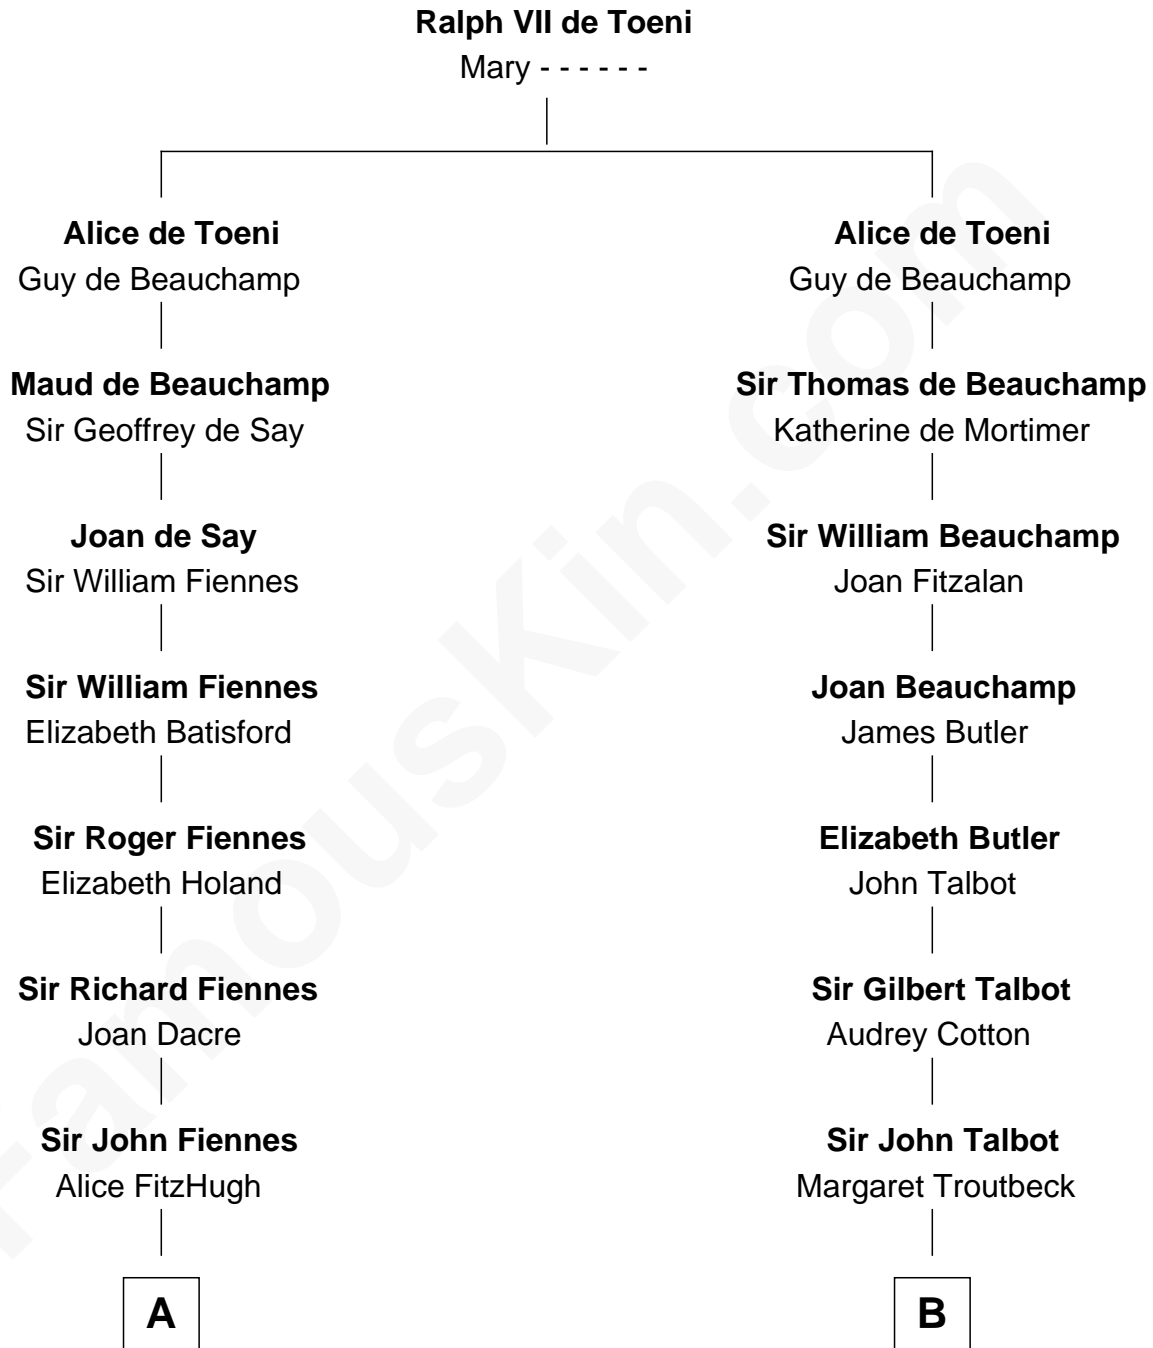 Ralph VII de Toeni
Mary - - - - - -
Alice de Toeni
Guy de Beauchamp
Alice de Toeni
Guy de Beauchamp
Maud de Beauchamp
Sir Geoffrey de Say
Sir Thomas de Beauchamp
Katherine de Mortimer
Joan de Say
Sir William Fiennes
Sir William Beauchamp
Joan Fitzalan
Sir William Fiennes
Elizabeth Batisford
Joan Beauchamp
James Butler
Sir Roger Fiennes
Elizabeth Holand
Elizabeth Butler
John Talbot
Sir Richard Fiennes
Joan Dacre
Sir Gilbert Talbot
Audrey Cotton
Sir John Fiennes
Alice FitzHugh
Sir John Talbot
Margaret Troutbeck
A
B
FamousKin.com